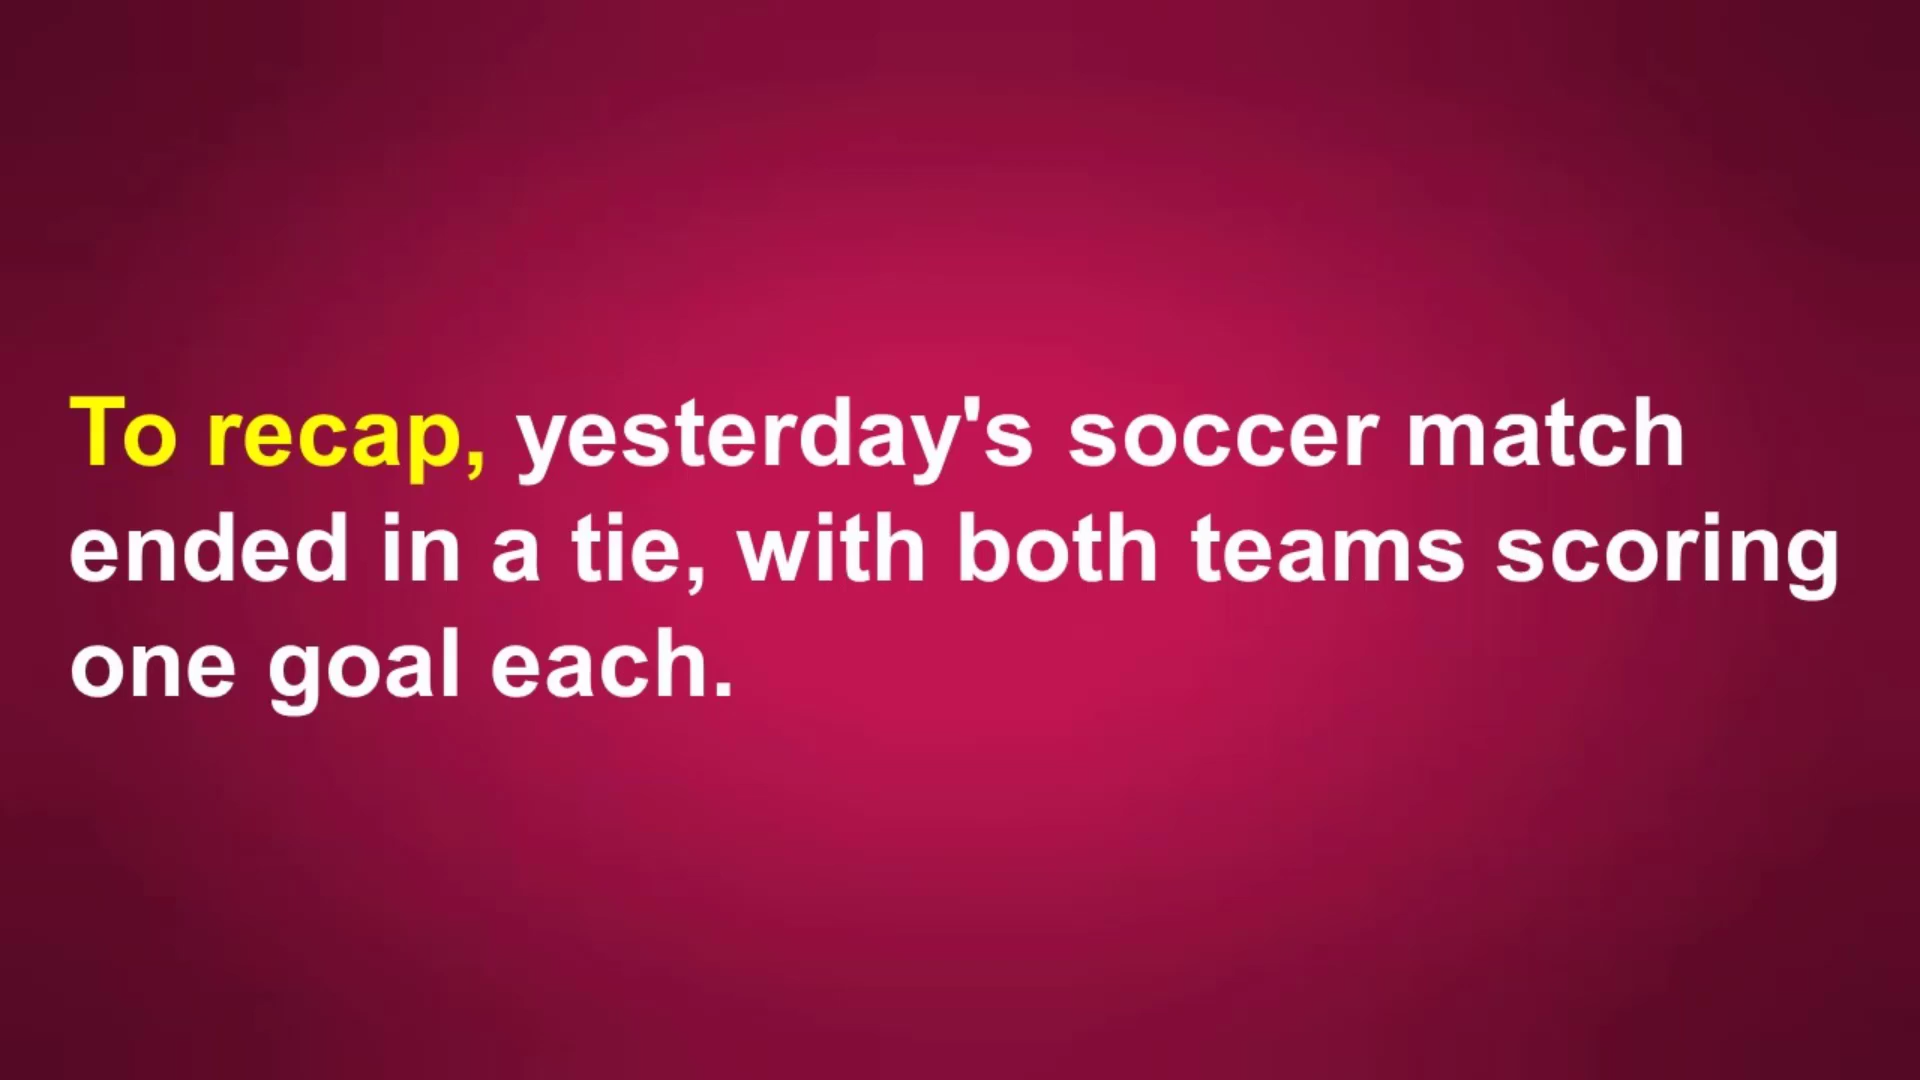 To recap, yesterday's soccer match
ended in a tie, with both teams scoring
one goal each.